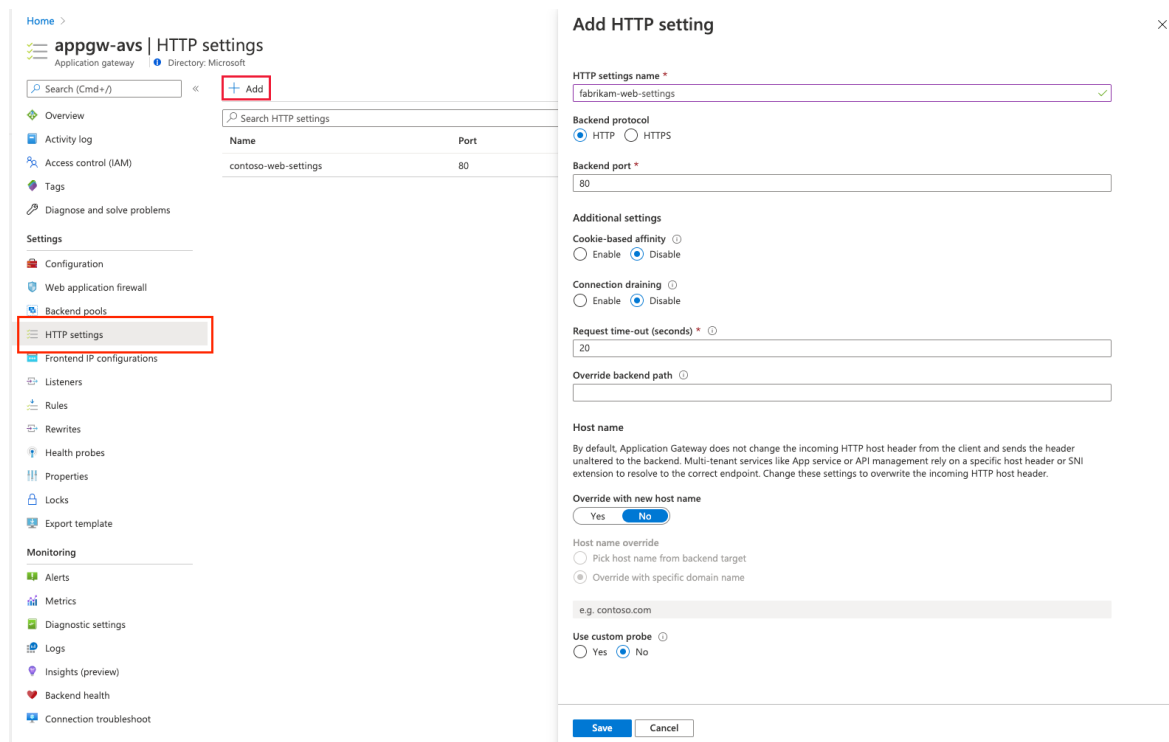 Home >
appgw-avs | HTTP settings
Application gateway
Directory: Microsoft
Search (Cmd+/)
«
Overview
Activity log
Access control (IAM)
Tags
Diagnose and solve problems
Settings
Configuration
Web application firewall
Backend pools
HTTP settings
Frontend IP configurations
Listeners
Rules
Rewrites
Health probes
Properties
Locks
Export template
Monitoring
Alerts
Metrics
Diagnostic settings
Logs
Insights (preview)
Backend health
Connection troubleshoot
+ Add
Search HTTP settings
Name Port
contoso-web-settings 80
Add HTTP setting
HTTP settings name *
fabrikam-web-settings
Backend protocol
HTTP HTTPS
Backend port *
80
Additional settings
Cookie-based affinity
Enable Disable
Connection draining
Enable Disable
Request time-out (seconds) *
20
Override backend path
Host name
By default, Application Gateway does not change the incoming HTTP host header from the client and sends the header
unaltered to the backend. Multi-tenant services like App service or API management rely on a specific host header or SNI
extension to resolve to the correct endpoint. Change these settings to overwrite the incoming HTTP host header.
Override with new host name
Yes No
Host name override
Pick host name from backend target
Override with specific domain name
e.g. contoso.com
Use custom probe
Yes No
Save Cancel